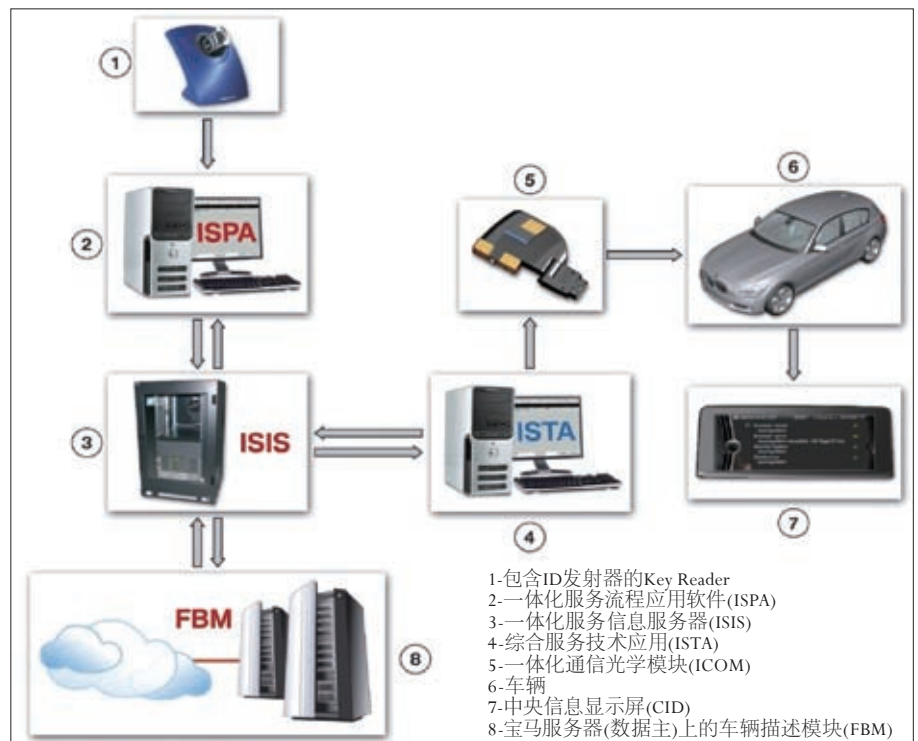 1
2
ISPA
3
ISIS
FBM
8
5
6
ISTA
4
7
1-包含ID发射器的Key Reader
2-一体化服务流程应用软件(ISPA)
3-一体化服务信息服务器(ISIS)
4-综合服务技术应用(ISTA)
5-一体化通信光学模块(ICOM)
6-车辆
7-中央信息显示屏(CID)
8-宝马服务器(数据主)上的车辆描述模块(FBM)